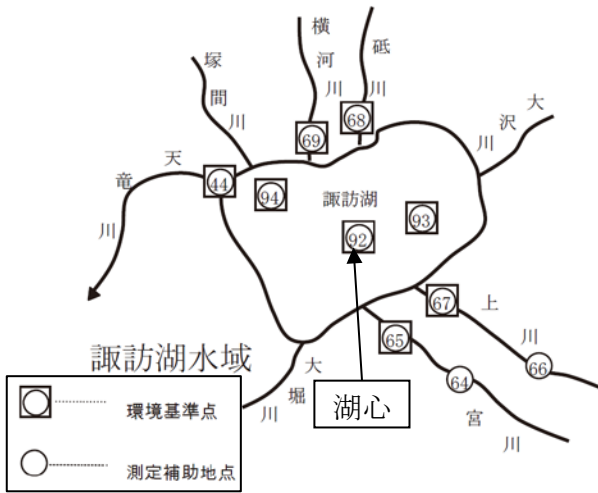 横河川
砥川
塚間川
大沢川
天竜川
69
68
44
94
諏訪湖
93
92
67
上川
65
66
諏訪湖水域
大堀川
湖心
64
宮川
環境基準点
測定補助地点